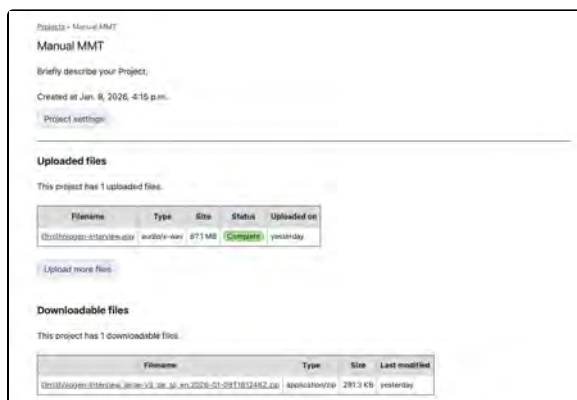 Projects » Manual MMT
Manual MMT
Briefly describe your Project.
Created at Jan. 9, 2026, 4:15 p.m.
Project settings
Uploaded files
This project has 1 uploaded files.
Filename Type Size Status Uploaded on
audio/x-wav 87.1 MB Complete yesterday
Upload more files
Downloadable files
This project has 1 downloadable files.
Filename Type Size Last modified
application/zip 291.3 KB yesterday